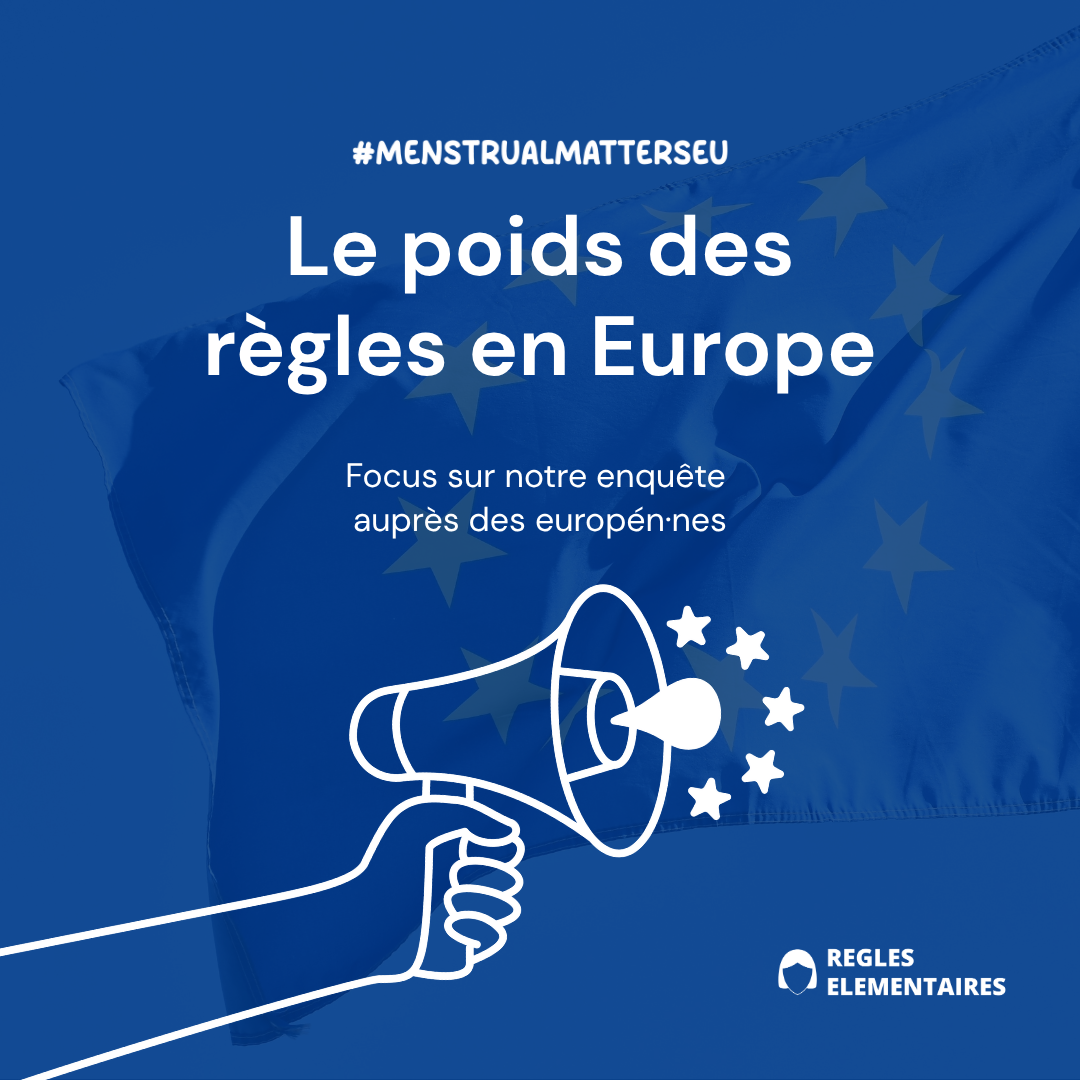 #MENSTRUALMATTERSEU
Le poids des
règles en Europe
Focus sur notre enquête
auprès des europén·nes
REGLES
ELEMENTAIRES